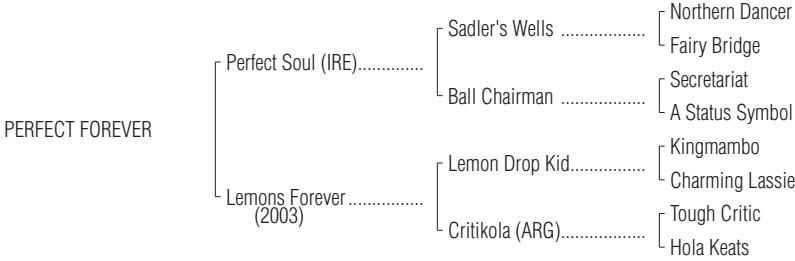 Northern Dancer
Sadler's Wells ...................
Fairy Bridge
Perfect Soul (IRE)..............
Secretariat
Ball Chairman ...................
A Status Symbol
PERFECT FOREVER
Kingmambo
Lemon Drop Kid.................
Charming Lassie
Lemons Forever ................
(2003)
Tough Critic
Critikola (ARG)...................
Hola Keats